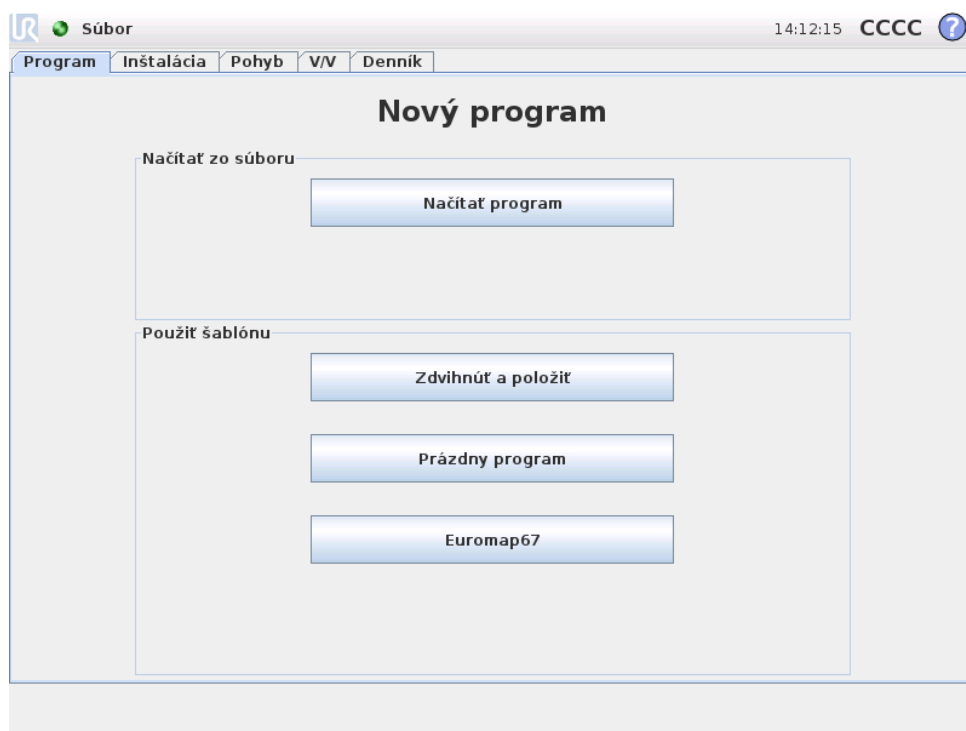 UR Súbor 14:12:15 CCCC ?
Program Inštalácia Pohyb V/V Denník
Nový program
Načítať zo súboru
Načítať program
Použiť šablónu
Zdvihnúť a položiť
Prázdny program
Euromap67